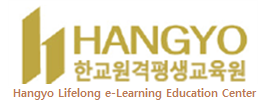 HANGYO
한교원격평생교육원
Hangyo Lifelong e-Learning Education Center